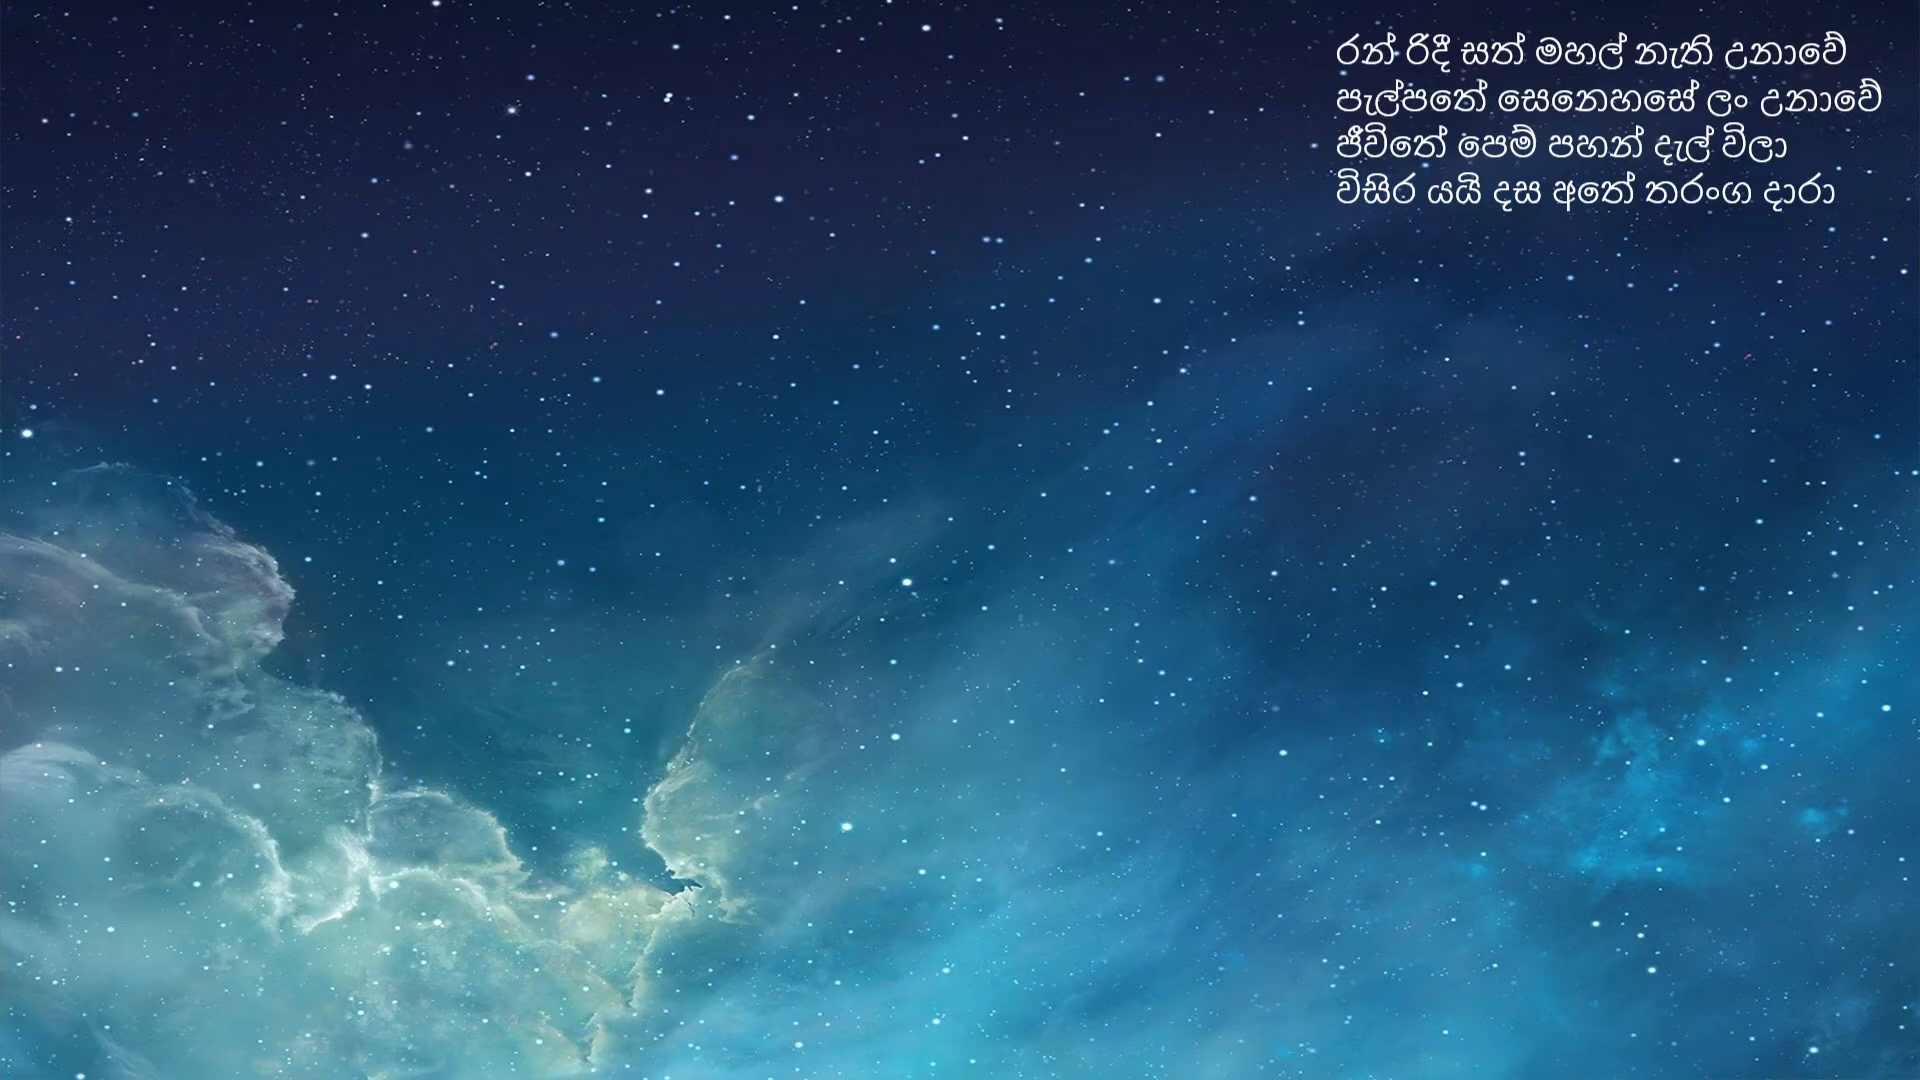 රන් රිදී සත් මහල් නැති උනාවේ
පැල්පතේ සෙනෙහසේ ලං උනාවේ
ජීවිතේ පෙම් පහන් දැල් විලා
විසිර යයි දස අතේ තරංග දාරා